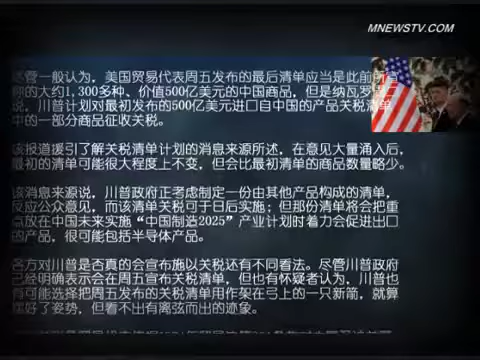 MNEWSTV.COM
尽管一般认为，美国贸易代表周五发布的最后清单应当是此前所
称的大约1,300多种、价值500亿美元的中国商品，但是纳瓦罗
说，川普计划对最初发布的500亿美元进口自中国的产品关税清单
中的一部分商品征收关税。
该报道援引了解关税清单计划的消息来源所述，在意见大量涌入后，
最初的清单可能很大程度上不变，但会比最初清单的商品数量略少。
该消息来源说，川普政府正考虑制定一份由其他产品构成的清单，
反应公众意见，而该清单关税可于日后实施；但那份清单将会把重
点放在中国未来实施“中国制造2025”产业计划时着力会促进出口
的产品，很可能包括半导体产品。
各方对川普是否真的会宣布施以关税还有不同看法。尽管川普政府
已经明确表示会在周五宣布关税清单，但也有怀疑者认为，川普也
有可能选择把周五发布的关税清单用作架在弓上的一只新箭，就算
摆好了姿势，但看不出有离弦而出的迹象。